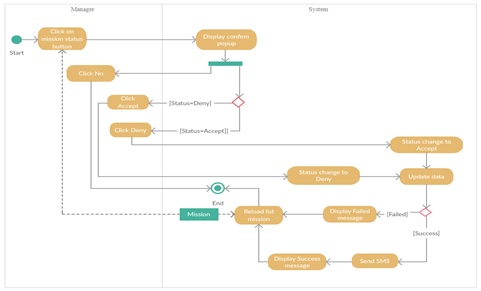 Manager
System
Click on
mission status
button
Start
Display confirm
popup
Click No
Click
Accept
[Status=Deny]
Click Deny
[Status=Accept]]
Status change to
Accept
Status change to
Deny
Update data
End
Mission
Reload list
mission
Display Failed
message
[Failed]
[Success]
Display Success
message
Send SMS